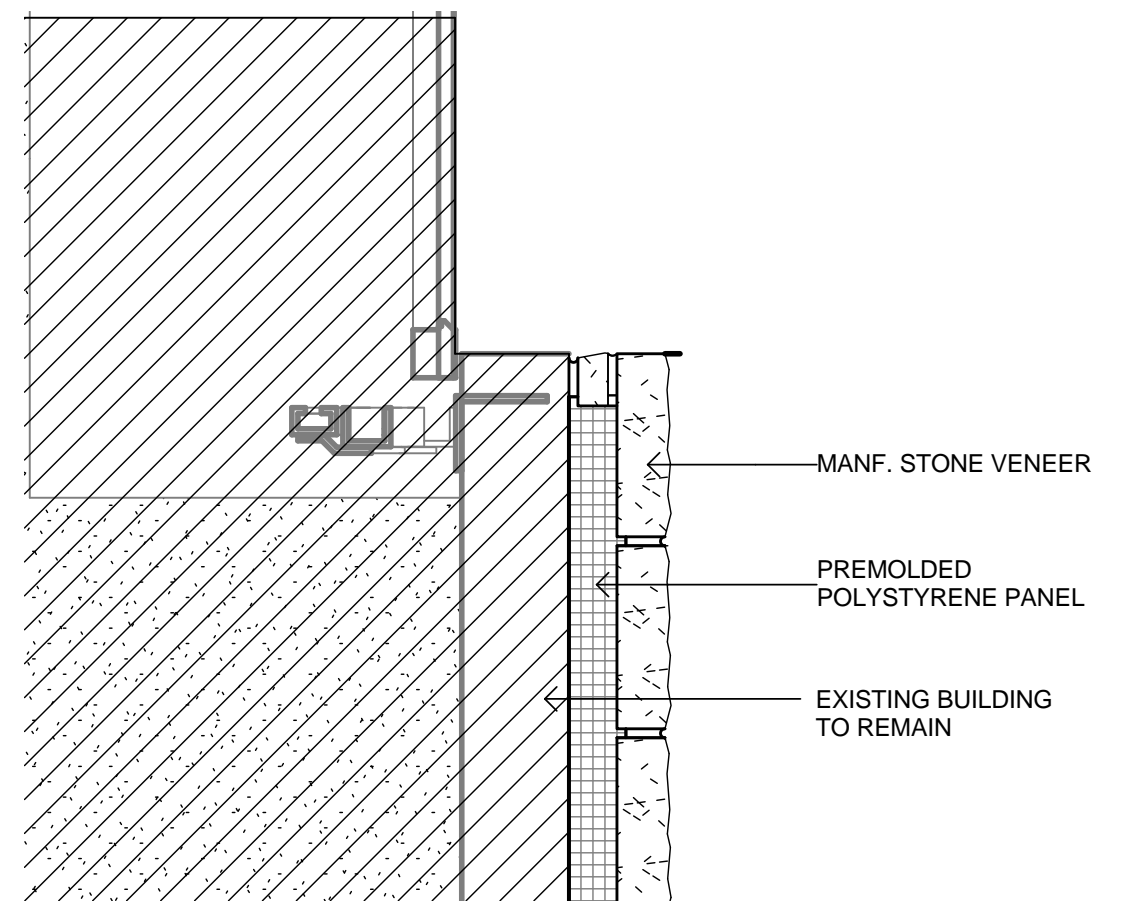 MANF. STONE VENEER
PREMOLDED
POLYSTYRENE PANEL
EXISTING BUILDING
TO REMAIN